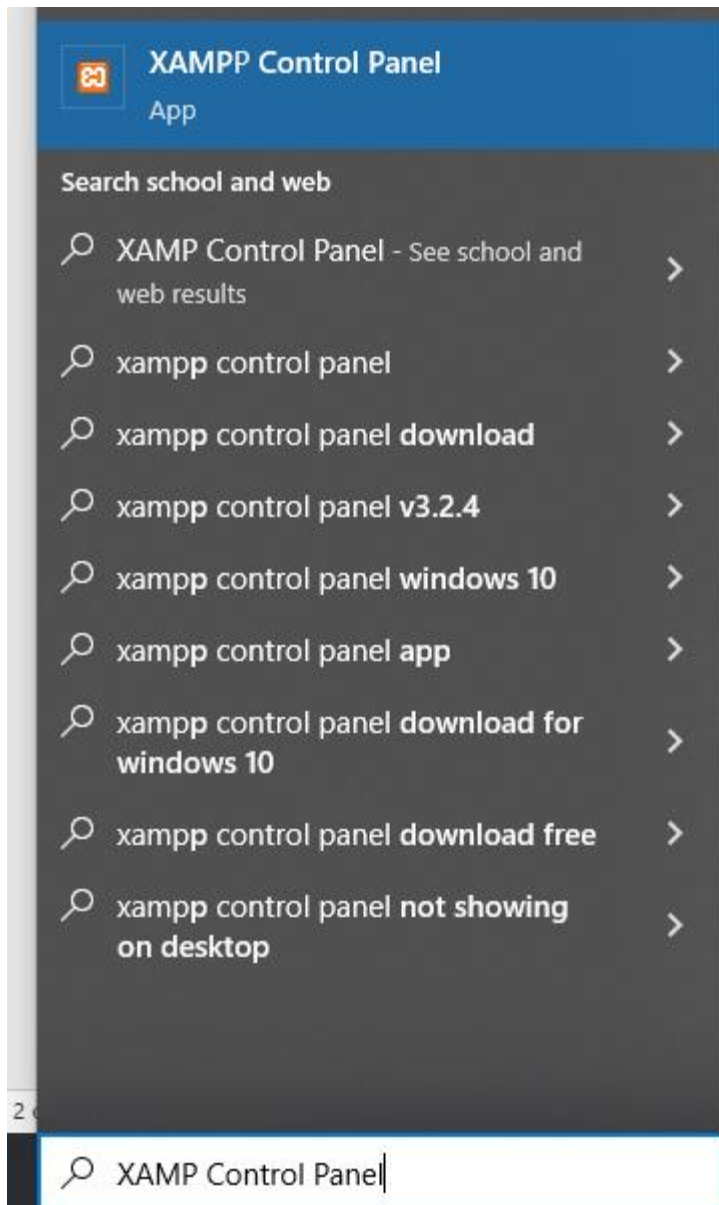 XAMPP Control Panel
App
Search school and web
XAMP Control Panel - See school and
web results
xampp control panel
xampp control panel download
xampp control panel v3.2.4
xampp control panel windows 10
xampp control panel app
xampp control panel download for
windows 10
xampp control panel download free
xampp control panel not showing
on desktop
2
XAMP Control Panel